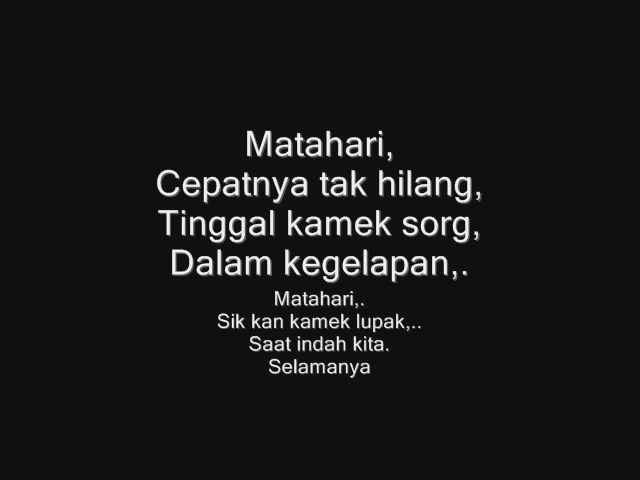 Matahari,
Cepatnya tak hilang,
Tinggal kamek sorg,
Dalam kegelapan,.
Matahari,.
Sik kan kamek lupak,..
Saat indah kita.
Selamanya